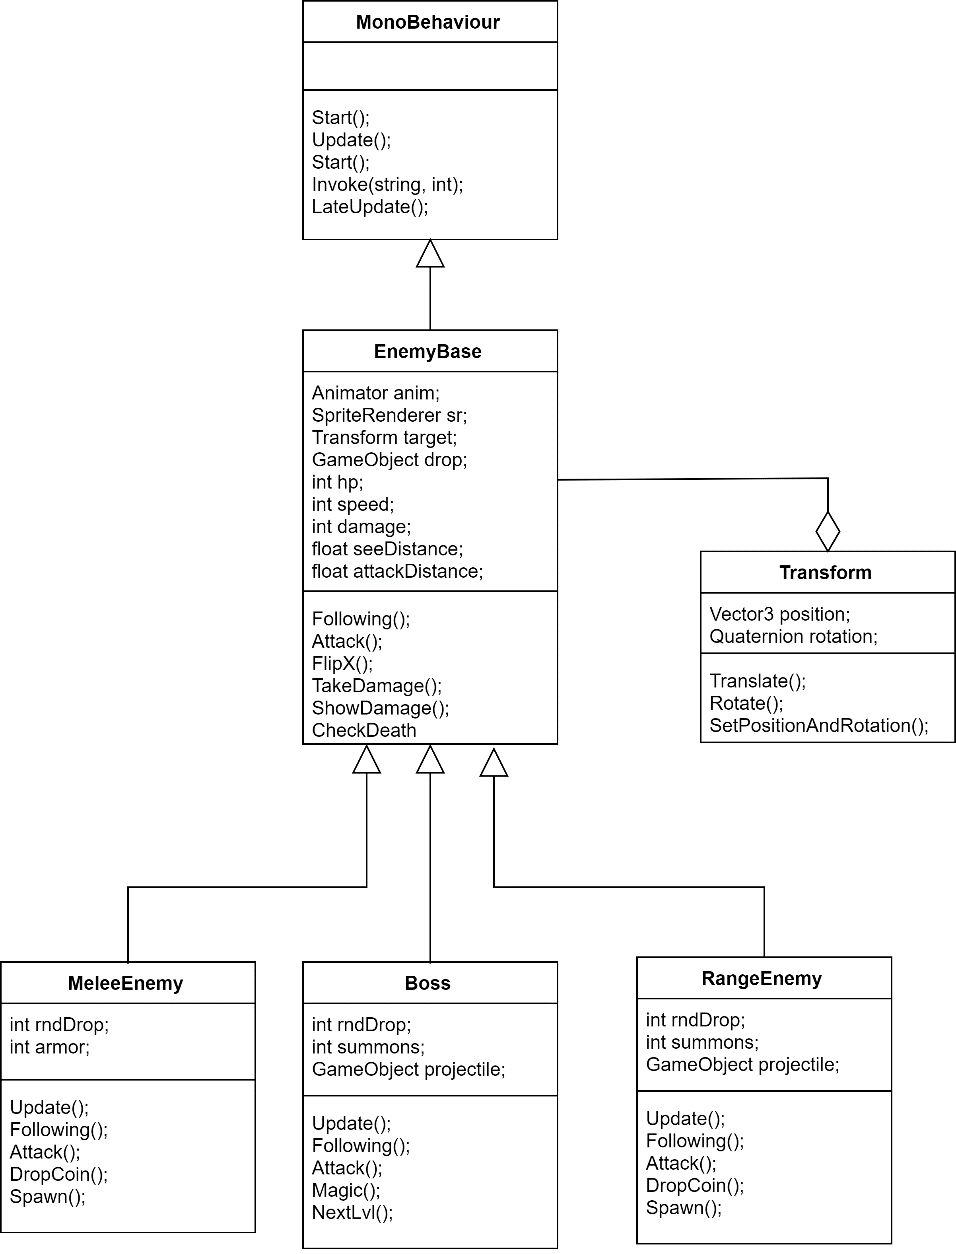 MonoBehaviour
Start();
Update();
Start();
Invoke(string, int);
LateUpdate();
EnemyBase
Animator anim;
SpriteRenderer sr;
Transform target;
GameObject drop;
int hp;
int speed;
int damage;
float seeDistance;
float attackDistance;
Following();
Attack();
FlipX();
TakeDamage();
ShowDamage();
CheckDeath
Transform
Vector3 position;
Quaternion rotation;
Translate();
Rotate();
SetPositionAndRotation();
MeleeEnemy
int rndDrop;
int armor;
Update();
Following();
Attack();
DropCoin();
Spawn();
Boss
int rndDrop;
int summons;
GameObject projectile;
Update();
Following();
Attack();
Magic();
NextLvl();
RangeEnemy
int rndDrop;
int summons;
GameObject projectile;
Update();
Following();
Attack();
DropCoin();
Spawn();